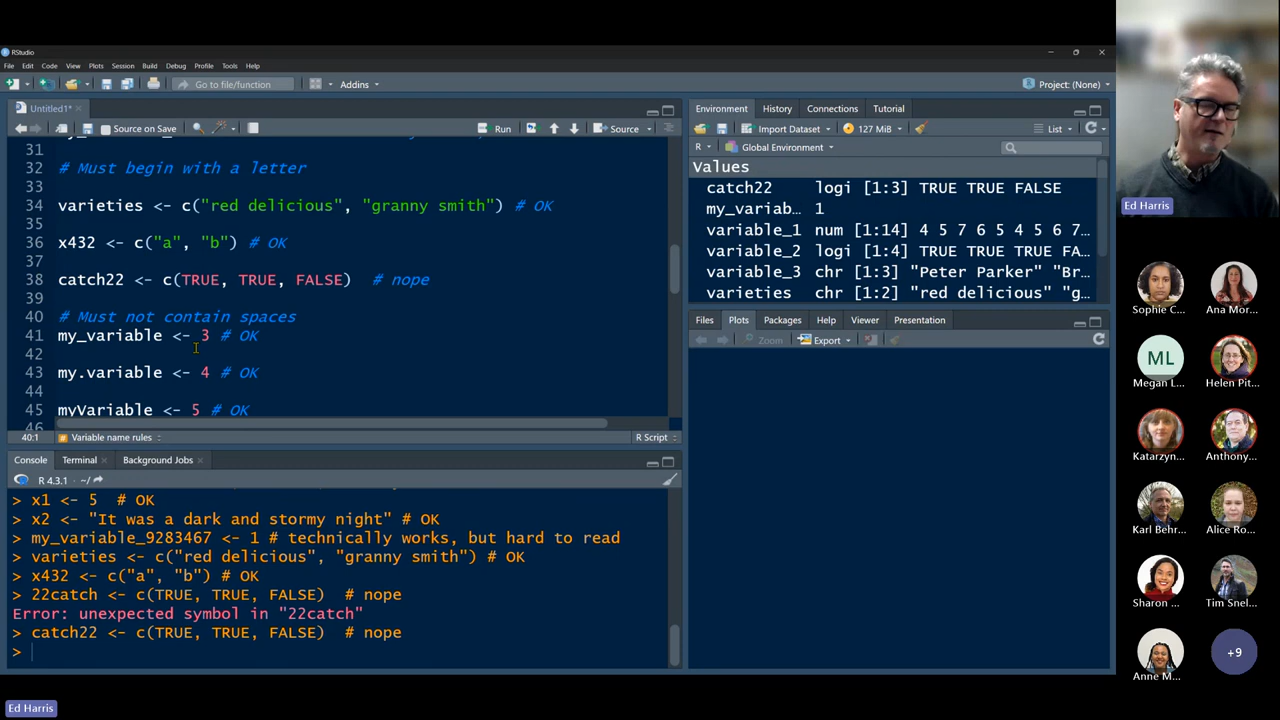 RStudio
File Edit Code View Plots Session Build Debug Profile Tools Help
Go to file/function Addins Project: (None)
Untitled1*
Source on Save Run Source
31
32 # Must begin with a letter
33
34 varieties <- c("red delicious", "granny smith") # OK
35
36 x432 <- c("a", "b") # OK
37
38 catch22 <- c(TRUE, TRUE, FALSE) # nope
39
40 # Must not contain spaces
41 my_variable <- 3 # OK
42
43 my.variable <- 4 # OK
44
45 myVariable <- 5 # OK
46
40:1 Variable name rules R Script
Console Terminal Background Jobs
R 4.3.1 · ~/
> x1 <- 5 # OK
> x2 <- "It was a dark and stormy night" # OK
> my_variable_9283467 <- 1 # technically works, but hard to read
> varieties <- c("red delicious", "granny smith") # OK
> x432 <- c("a", "b") # OK
> 22catch <- c(TRUE, TRUE, FALSE) # nope
Error: unexpected symbol in "22catch"
> catch22 <- c(TRUE, TRUE, FALSE) # nope
>
Environment History Connections Tutorial
Import Dataset 127 MiB List
R Global Environment
Values
catch22 logi [1:3] TRUE TRUE FALSE
my_variab… 1
variable_1 num [1:14] 4 5 7 6 5 4 5 6 7…
variable_2 logi [1:4] TRUE TRUE TRUE FA…
variable_3 chr [1:3] "Peter Parker" "Br…
varieties chr [1:2] "red delicious" "g…
Files Plots Packages Help Viewer Presentation
Zoom Export
Ed Harris
Sophie C... Ana Mor...
ML
Megan L... Helen Pit...
Katarzyn... Anthony...
Karl Behr... Alice Ro...
Sharon ... Tim Snel...
+9
Anne M...
Ed Harris